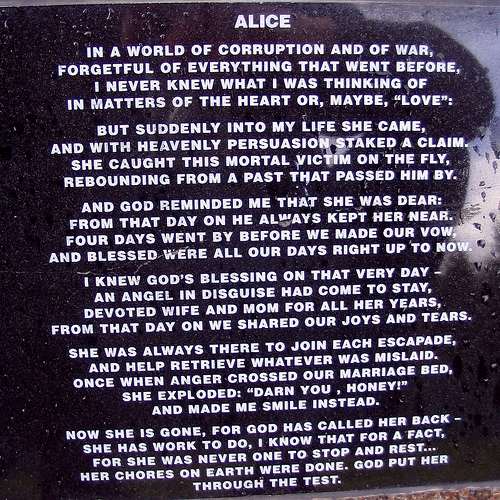 ALICE
IN A WORLD OF CORRUPTION AND OF WAR,
FORGETFUL OF EVERYTHING THAT WENT BEFORE,
I NEVER KNEW WHAT I WAS THINKING OF
IN MATTERS OF THE HEART OR, MAYBE, "LOVE":
BUT SUDDENLY INTO MY LIFE SHE CAME,
AND WITH HEAVENLY PERSUASION STAKED A CLAIM.
SHE CAUGHT THIS MORTAL VICTIM ON THE FLY,
REBOUNDING FROM A PAST THAT PASSED HIM BY.
AND GOD REMINDED ME THAT SHE WAS DEAR:
FROM THAT DAY ON HE ALWAYS KEPT HER NEAR.
FOUR DAYS WENT BY BEFORE WE MADE OUR VOW,
AND BLESSED WERE ALL OUR DAYS RIGHT UP TO NOW.
I KNEW GOD'S BLESSING ON THAT VERY DAY –
AN ANGEL IN DISGUISE HAD COME TO STAY,
DEVOTED WIFE AND MOM FOR ALL HER YEARS,
FROM THAT DAY ON WE SHARED OUR JOYS AND TEARS.
SHE WAS ALWAYS THERE TO JOIN EACH ESCAPADE,
AND HELP RETRIEVE WHATEVER WAS MISLAID.
ONCE WHEN ANGER CROSSED OUR MARRIAGE BED,
SHE EXPLODED: "DARN YOU , HONEY!"
AND MADE ME SMILE INSTEAD.
NOW SHE IS GONE, FOR GOD HAS CALLED HER BACK –
SHE HAS WORK TO DO, I KNOW THAT FOR A FACT,
FOR SHE WAS NEVER ONE TO STOP AND REST...
HER CHORES ON EARTH WERE DONE. GOD PUT HER
THROUGH THE TEST.